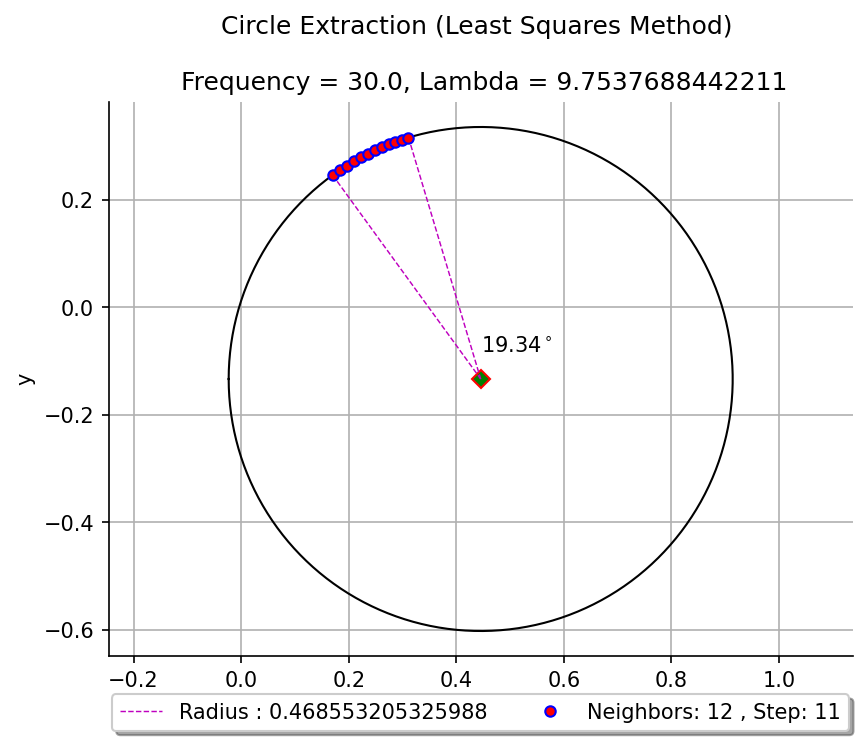 Circle Extraction (Least Squares Method)
Frequency = 30.0, Lambda = 9.7537688442211
0.2
0.0
−0.2
−0.4
−0.6
y
19.34°
−0.2 0.0 0.2 0.4 0.6 0.8 1.0
Radius : 0.468553205325988 Neighbors: 12 , Step: 11